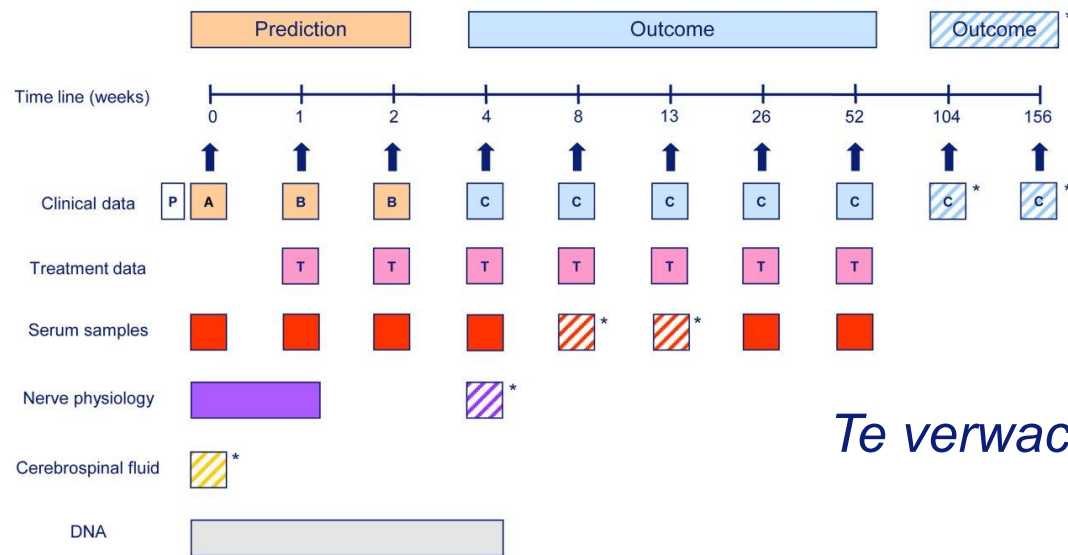 Prediction Outcome Outcome *
Time line (weeks)
0 1 2 4 8 13 26 52 104 156
Clinical data P A B B C C C C C C * C *
Treatment data T T T T T T T
Serum samples * *
Nerve physiology *
Te verwac
Cerebrospinal fluid *
DNA